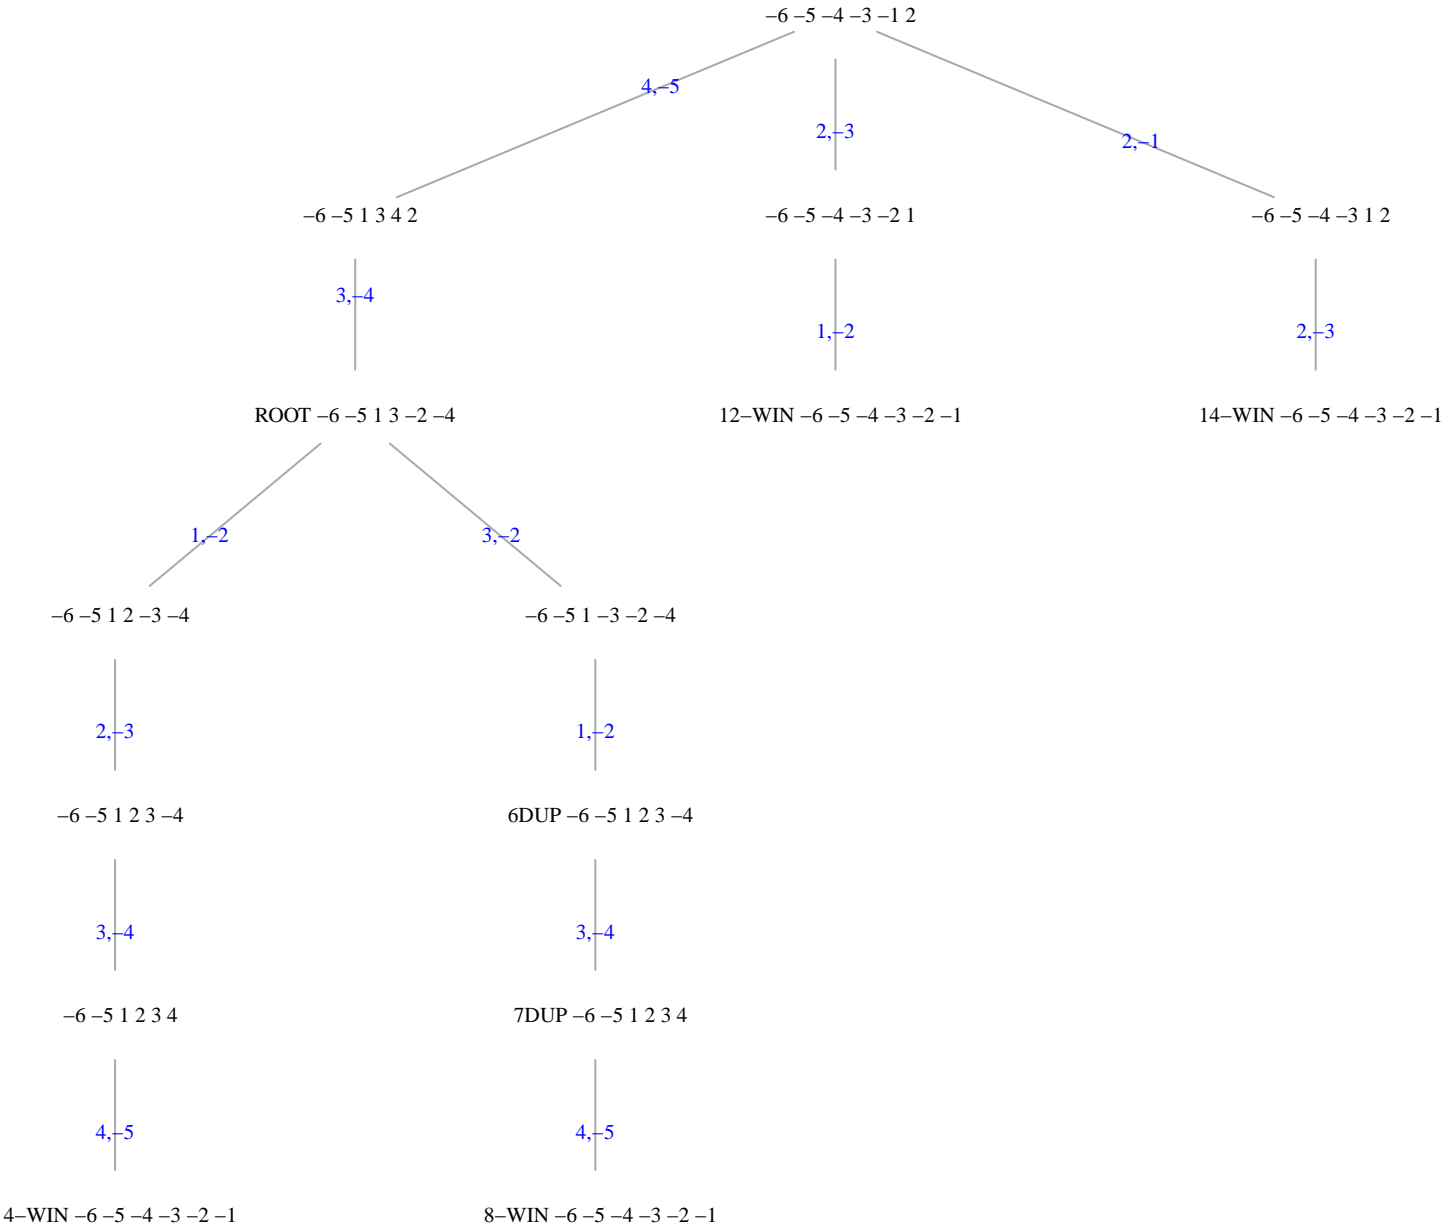 −6 −5 −4 −3 −1 2
4,−5
2,−3
2,−1
−6 −5 1 3 4 2
−6 −5 −4 −3 −2 1
−6 −5 −4 −3 1 2
3,−4
1,−2
2,−3
ROOT −6 −5 1 3 −2 −4
12−WIN −6 −5 −4 −3 −2 −1
14−WIN −6 −5 −4 −3 −2 −1
1,−2
3,−2
−6 −5 1 2 −3 −4
−6 −5 1 −3 −2 −4
2,−3
1,−2
−6 −5 1 2 3 −4
6DUP −6 −5 1 2 3 −4
3,−4
3,−4
−6 −5 1 2 3 4
7DUP −6 −5 1 2 3 4
4,−5
4,−5
4−WIN −6 −5 −4 −3 −2 −1
8−WIN −6 −5 −4 −3 −2 −1